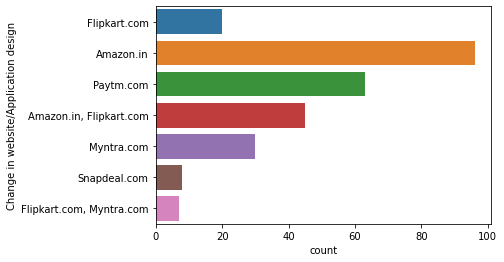 Change in website/Application design
Flipkart.com
Amazon.in
Paytm.com
Amazon.in, Flipkart.com
Myntra.com
Snapdeal.com
Flipkart.com, Myntra.com
0 20 40 60 80 100
count